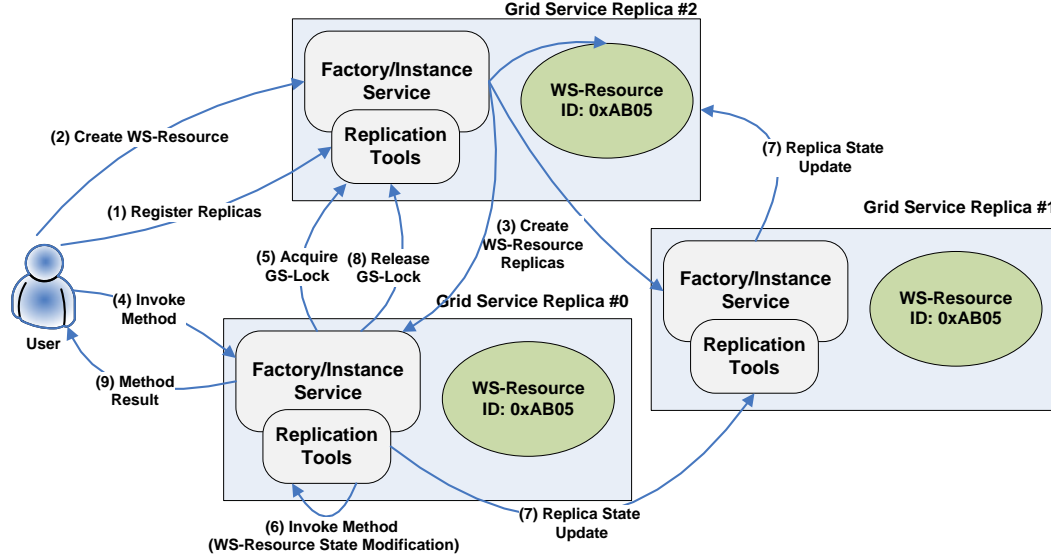 Grid Service Replica #2
Factory/Instance
Service
WS-Resource
ID: 0xAB05
Replication
Tools
(2) Create WS-Resource
(7) Replica State
Update
(1) Register Replicas
Grid Service Replica #1
(3) Create
WS-Resource
Replicas
(5) Acquire
GS-Lock
(8) Release
GS-Lock
Factory/Instance
Service
WS-Resource
ID: 0xAB05
Replication
Tools
(4) Invoke
Method
Grid Service Replica #0
User
Factory/Instance
Service
WS-Resource
ID: 0xAB05
(9) Method
Result
Replication
Tools
(7) Replica State
Update
(6) Invoke Method
(WS-Resource State Modification)